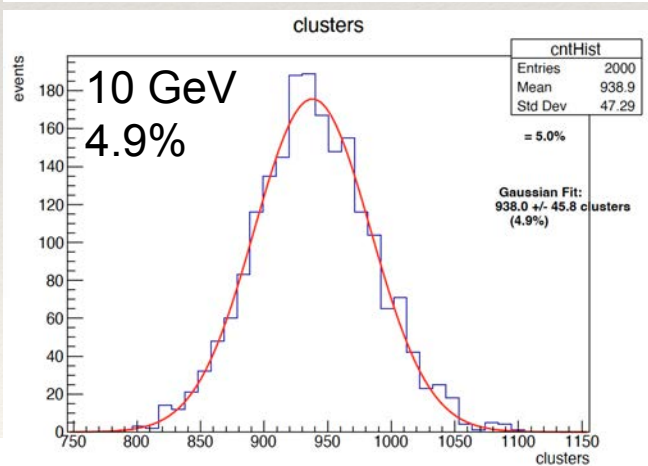 clusters
events
10 GeV
4.9%
cntHist
Entries 2000
Mean 938.9
Std Dev 47.29
= 5.0%
Gaussian Fit:
938.0 +/- 45.8 clusters
(4.9%)
180
160
140
120
100
80
60
40
20
0
750 800 850 900 950 1000 1050 1100 1150
clusters